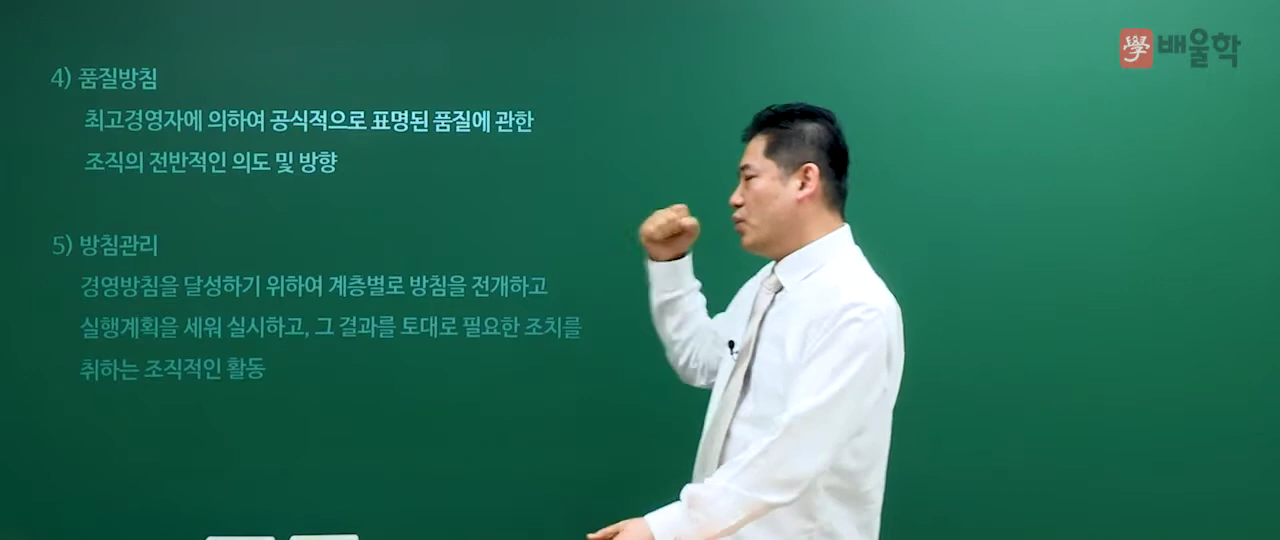 學 배울학
4) 품질방침
최고경영자에 의하여 공식적으로 표명된 품질에 관한
조직의 전반적인 의도 및 방향
5) 방침관리
경영방침을 달성하기 위하여 계층별로 방침을 전개하고
실행계획을 세워 실시하고, 그 결과를 토대로 필요한 조치를
취하는 조직적인 활동